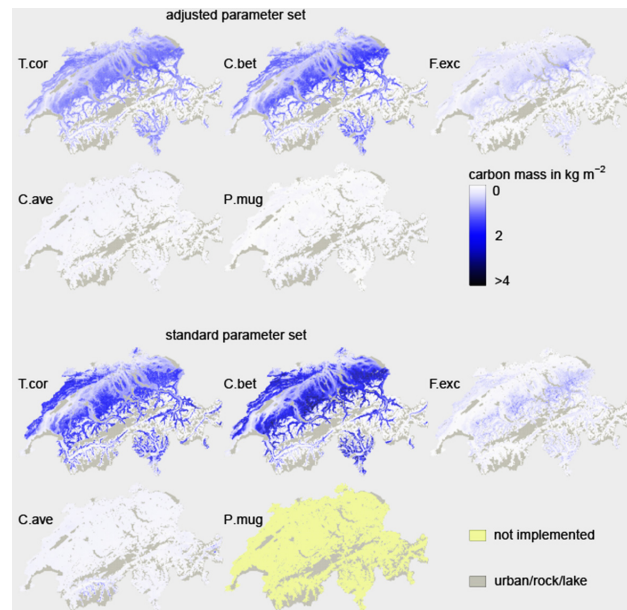 adjusted parameter set
T.cor
C.bet
F.exc
C.ave
P.mug
carbon mass in kg m⁻²
0
2
>4
standard parameter set
T.cor
C.bet
F.exc
C.ave
P.mug
not implemented
urban/rock/lake